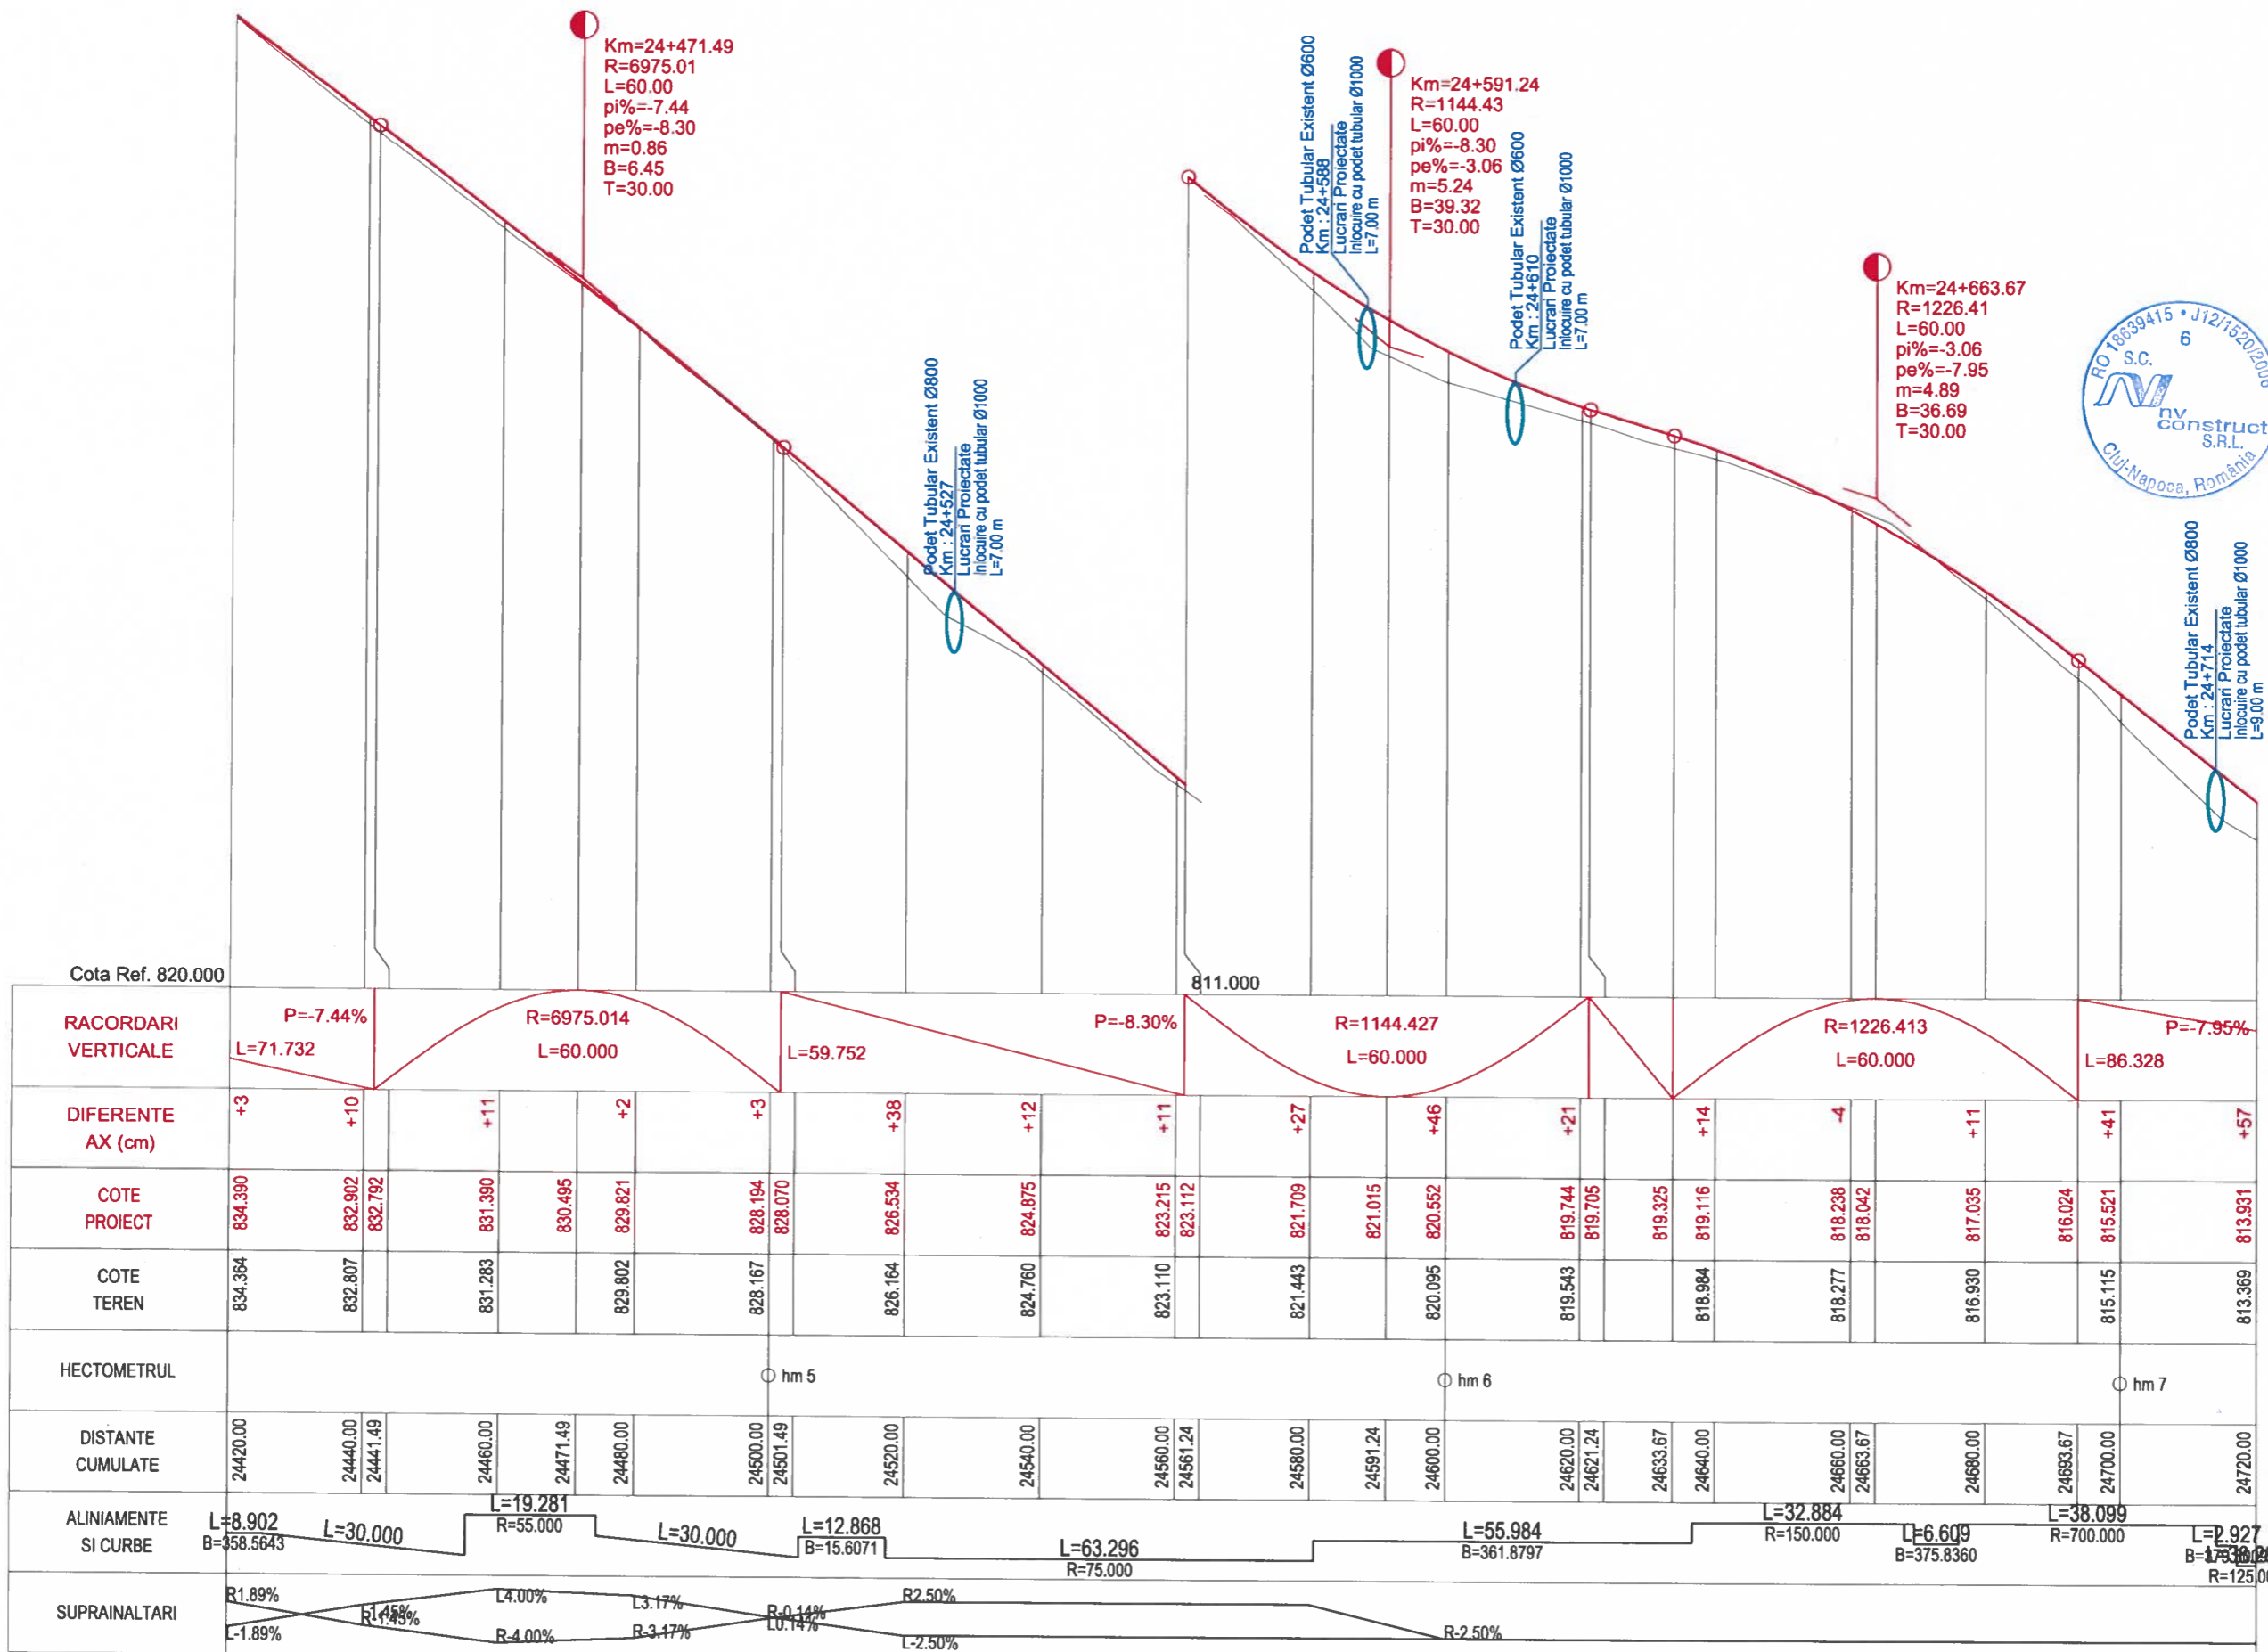 Km=24+471.49
R=6975.01
L=60.00
pi%=-7.44
pe%=-8.30
m=0.86
B=6.45
T=30.00
Podet Tubular Existent Ø800
Km : 24+527
Lucrari Proiectate
Inlocuire cu podet tubular Ø1000
L=7.00 m
Podet Tubular Existent Ø600
Km : 24+588
Lucrari Proiectate
Inlocuire cu podet tubular Ø1000
L=7.00 m
Km=24+591.24
R=1144.43
L=60.00
pi%=-8.30
pe%=-3.06
m=5.24
B=39.32
T=30.00
Podet Tubular Existent Ø600
Km : 24+610
Lucrari Proiectate
Inlocuire cu podet tubular Ø1000
L=7.00 m
Km=24+663.67
R=1226.41
L=60.00
pi%=-3.06
pe%=-7.95
m=4.89
B=36.69
T=30.00
RO 18639415 • J12/1520/2006
6
S.C.
nv
construct
S.R.L.
Cluj-Napoca, România
Podet Tubular Existent Ø800
Km : 24+714
Lucrari Proiectate
Inlocuire cu podet tubular Ø1000
L=9.00 m
Cota Ref. 820.000
811.000
RACORDARI
VERTICALE
P=-7.44%
L=71.732
R=6975.014
L=60.000
L=59.752
P=-8.30%
R=1144.427
L=60.000
R=1226.413
L=60.000
L=86.328
P=-7.95%
DIFERENTE
AX (cm)
+3 +10 +11 +2 +3 +38 +12 +11 +27 +46 +21 +14 -4 +11 +41 +57
COTE
PROIECT
834.390 832.902 832.792 831.390 830.495 829.821 828.194 828.070 826.534 824.875 823.215 823.112 821.709 821.015 820.552 819.744 819.705 819.325 819.116 818.238 818.042 817.035 816.024 815.521 813.931
COTE
TEREN
834.364 832.807 831.283 829.802 828.167 826.164 824.760 823.110 821.443 820.095 819.543 818.984 818.277 816.930 815.115 813.369
HECTOMETRUL
hm 5
hm 6
hm 7
DISTANTE
CUMULATE
24420.00 24440.00 24441.49 24460.00 24471.49 24480.00 24500.00 24501.49 24520.00 24540.00 24560.00 24561.24 24580.00 24591.24 24600.00 24620.00 24621.24 24633.67 24640.00 24660.00 24663.67 24680.00 24693.67 24700.00 24720.00
ALINIAMENTE
SI CURBE
L=8.902
B=358.5643
L=30.000
L=19.281
R=55.000
L=30.000
L=12.868
B=15.6071
L=63.296
R=75.000
L=55.984
B=361.8797
L=32.884
R=150.000
L=6.609
B=375.8360
L=38.099
R=700.000
L=2.927
SUPRAINALTARI
R1.89%
L-1.89%
L1.45%
R-1.45%
L4.00%
R-4.00%
L3.17%
R-3.17%
R-0.14%
L0.14%
R2.50%
L-2.50%
R-2.50%